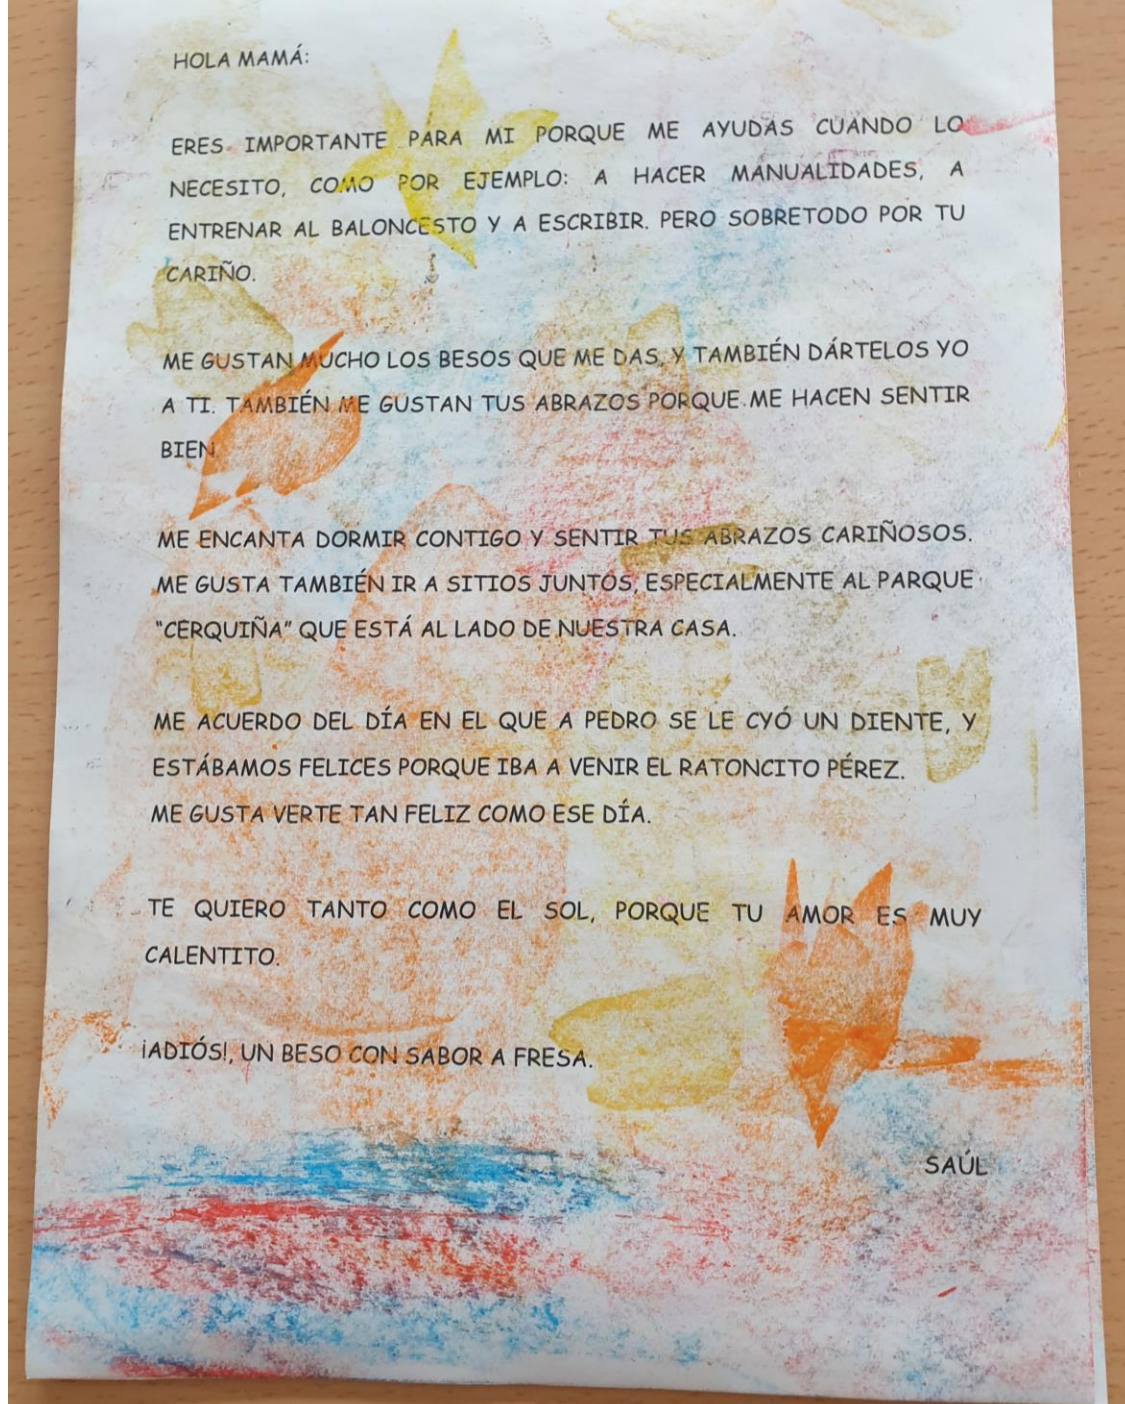 HOLA MAMÁ:
ERES IMPORTANTE PARA MI PORQUE ME AYUDAS CUANDO LO
NECESITO, COMO POR EJEMPLO: A HACER MANUALIDADES, A
ENTRENAR AL BALONCESTO Y A ESCRIBIR. PERO SOBRETODO POR TU
CARIÑO.
ME GUSTAN MUCHO LOS BESOS QUE ME DAS, Y TAMBIÉN DÁRTELOS YO
A TI. TAMBIÉN ME GUSTAN TUS ABRAZOS PORQUE ME HACEN SENTIR
BIEN
ME ENCANTA DORMIR CONTIGO Y SENTIR TUS ABRAZOS CARIÑOSOS.
ME GUSTA TAMBIÉN IR A SITIOS JUNTOS, ESPECIALMENTE AL PARQUE
"CERQUIÑA" QUE ESTÁ AL LADO DE NUESTRA CASA.
ME ACUERDO DEL DÍA EN EL QUE A PEDRO SE LE CYÓ UN DIENTE, Y
ESTÁBAMOS FELICES PORQUE IBA A VENIR EL RATONCITO PÉREZ.
ME GUSTA VERTE TAN FELIZ COMO ESE DÍA.
TE QUIERO TANTO COMO EL SOL, PORQUE TU AMOR ES MUY
CALENTITO.
¡ADIÓS!, UN BESO CON SABOR A FRESA.
SAÚL